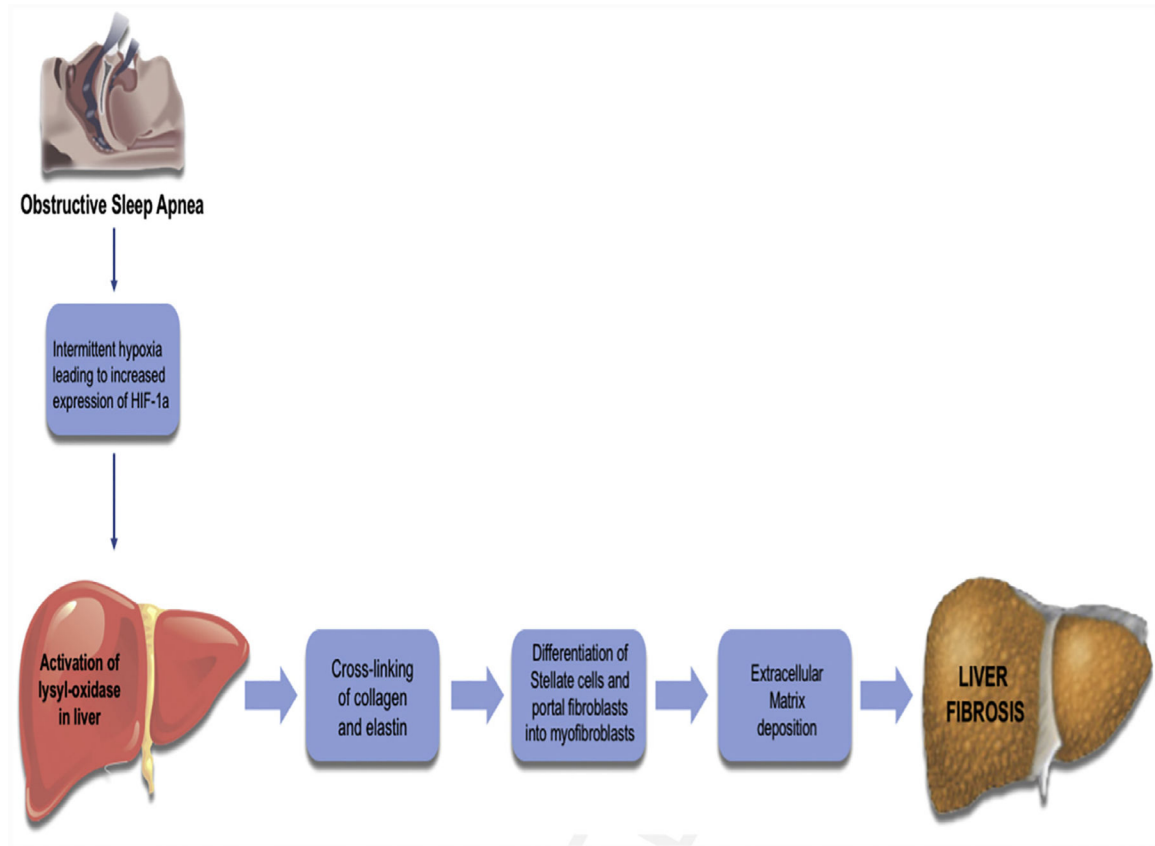 Obstructive Sleep Apnea
Intermittent hypoxia
leading to increased
expression of HIF-1a
Activation of
lysyl-oxidase
in liver
Cross-linking
of collagen
and elastin
Differentiation of
Stellate cells and
portal fibroblasts
into myofibroblasts
Extracellular
Matrix
deposition
LIVER
FIBROSIS